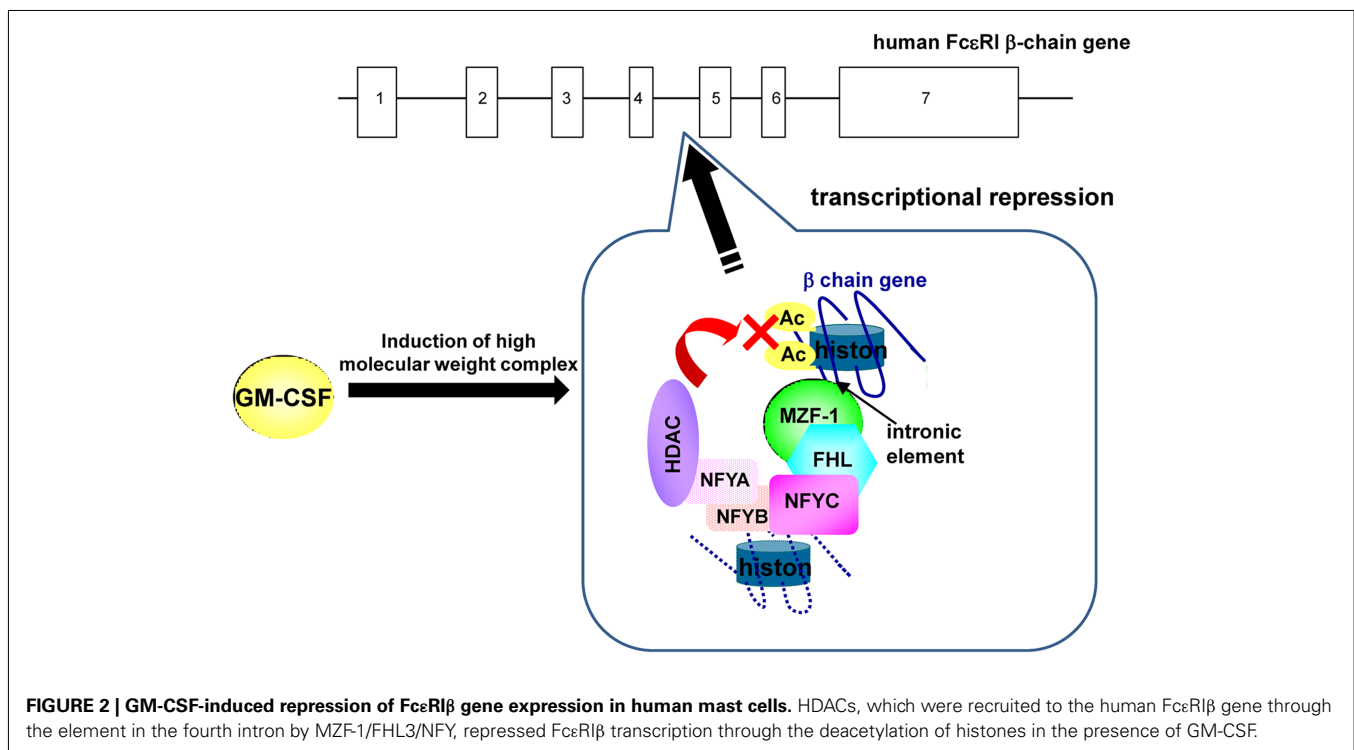 human FcεRI β-chain gene
1 2 3 4 5 6 7
transcriptional repression
β chain gene
Ac
Ac
histon
Induction of high
molecular weight complex
GM-CSF
MZF-1
intronic
element
HDAC
FHL
NFYA
NFYC
NFYB
histon
FIGURE 2 | GM-CSF-induced repression of FcεRIβ gene expression in human mast cells. HDACs, which were recruited to the human FcεRIβ gene through
the element in the fourth intron by MZF-1/FHL3/NFY, repressed FcεRIβ transcription through the deacetylation of histones in the presence of GM-CSF.